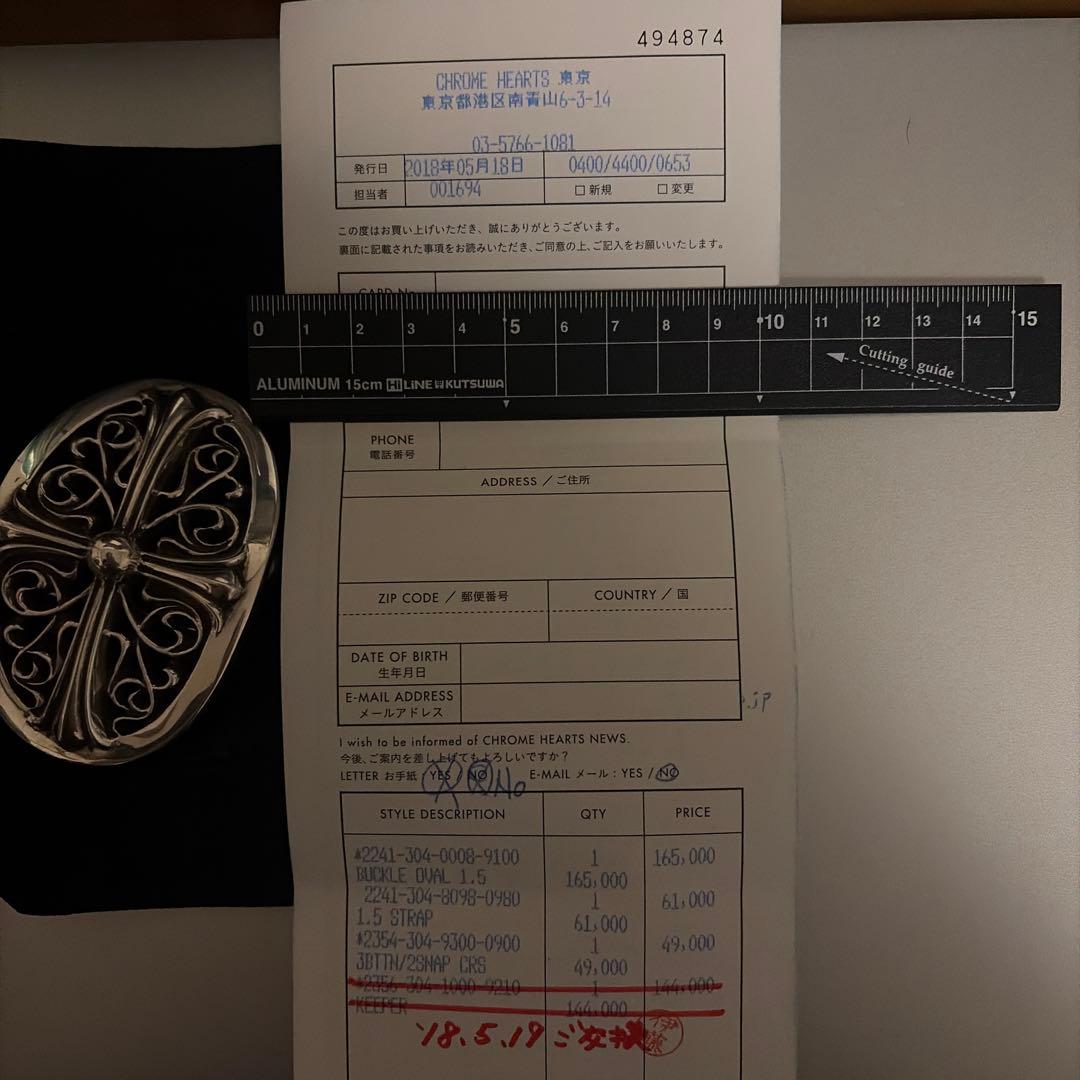 494874
CHROME HEARTS 東京
東京都港区南青山6-3-14
03-5766-1081
発行日 2018年05月18日 0400/4400/0653
担当者 001694 □ 新規 □ 変更
この度はお買い上げいただき、誠にありがとうございます。
裏面に記載された事項をお読みいただき、ご同意の上、ご記入をお願いいたします。
CARD No.
0 1 2 3 4 5 6 7 8 9 10 11 12 13 14 15
Cutting guide
ALUMINUM 15cm Hi LiNE KUTSUWA
PHONE
電話番号
ADDRESS / ご住所
ZIP CODE / 郵便番号 COUNTRY / 国
DATE OF BIRTH
生年月日
E-MAIL ADDRESS
メールアドレス
.jp
I wish to be informed of CHROME HEARTS NEWS.
今後、ご案内を差し上げてもよろしいですか？
LETTER お手紙 : YES / NO No E-MAIL メール : YES / NO
STYLE DESCRIPTION QTY PRICE
*2241-304-0008-9100 1 165,000
BUCKLE OVAL 1.5 165,000
2241-304-8098-0980 1 61,000
1.5 STRAP 61,000
*2354-304-9300-0900 1 49,000
3BTTN/2SNAP CRS 49,000
*2356-304-1000-9210 1 144,000
KEEPER 144,000
'18.5.19 ご交換
伊藤